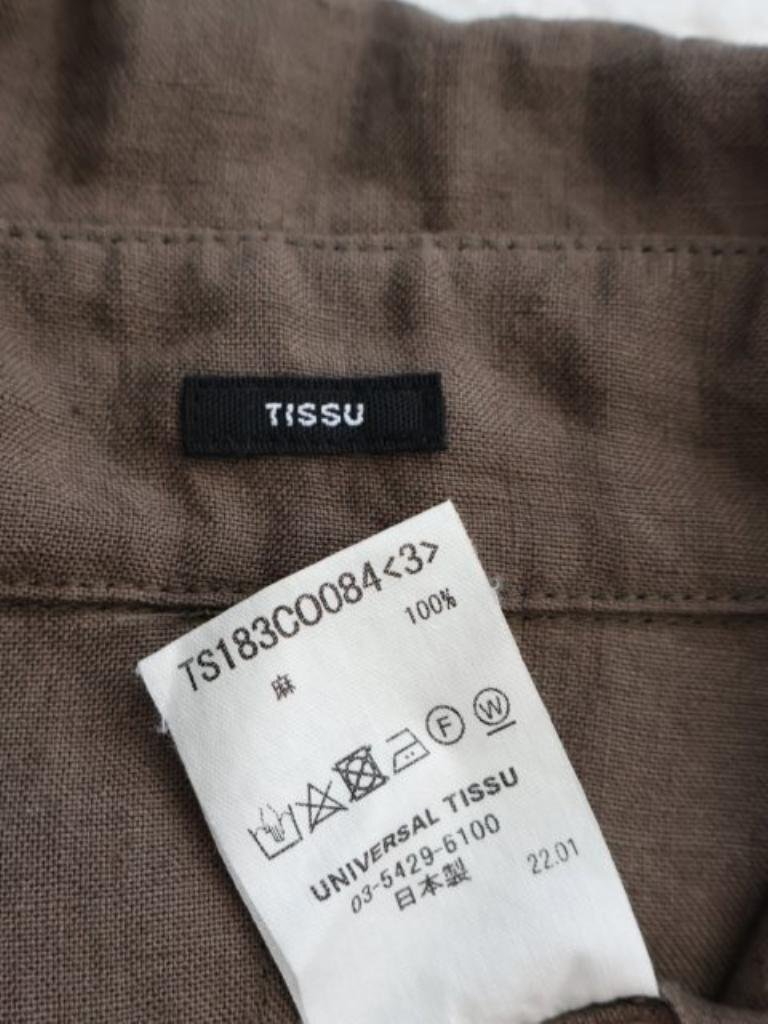 TISSU
TS183CO084<3>
麻 100%
F W
UNIVERSAL TISSU
03-5429-6100
日本製 22.01